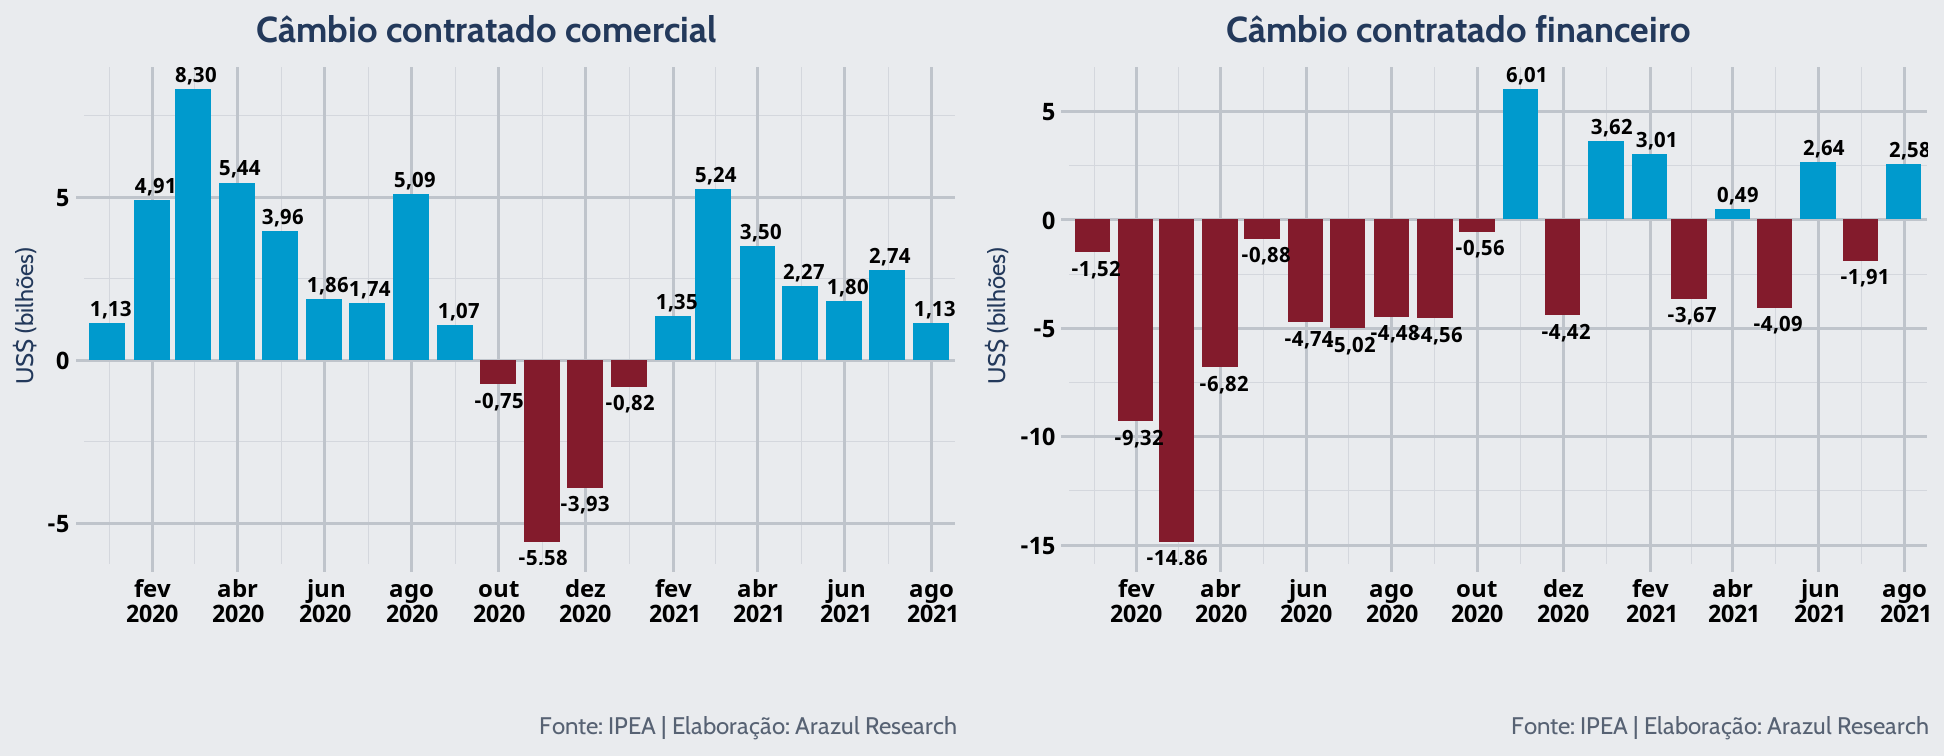 Câmbio contratado comercial
US$ (bilhões)
5
0
-5
1,13
4,91
8,30
5,44
3,96
1,86
1,74
5,09
1,07
-0,75
-5,58
-3,93
-0,82
1,35
5,24
3,50
2,27
1,80
2,74
1,13
fev
2020
abr
2020
jun
2020
ago
2020
out
2020
dez
2020
fev
2021
abr
2021
jun
2021
ago
2021
Fonte: IPEA | Elaboração: Arazul Research
Câmbio contratado financeiro
US$ (bilhões)
5
0
-5
-10
-15
-1,52
-9,32
-14,86
-6,82
-0,88
-4,74
-5,02
-4,48
-4,56
-0,56
6,01
-4,42
3,62
3,01
-3,67
0,49
-4,09
2,64
-1,91
2,58
fev
2020
abr
2020
jun
2020
ago
2020
out
2020
dez
2020
fev
2021
abr
2021
jun
2021
ago
2021
Fonte: IPEA | Elaboração: Arazul Research